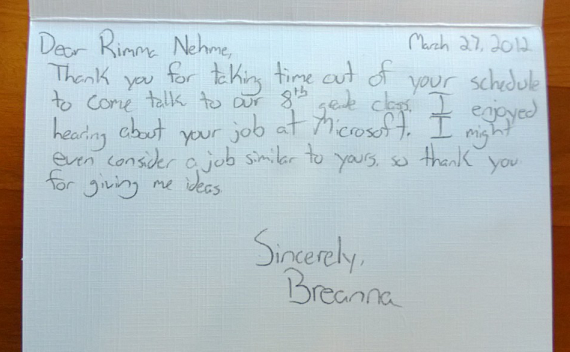 Dear Rimma Nehme, March 27, 2012
Thank you for taking time out of your schedule
to come talk to our 8th grade class. I enjoyed
hearing about your job at Microsoft. I might
even consider a job similar to yours, so thank you
for giving me ideas.
Sincerely,
Breanna